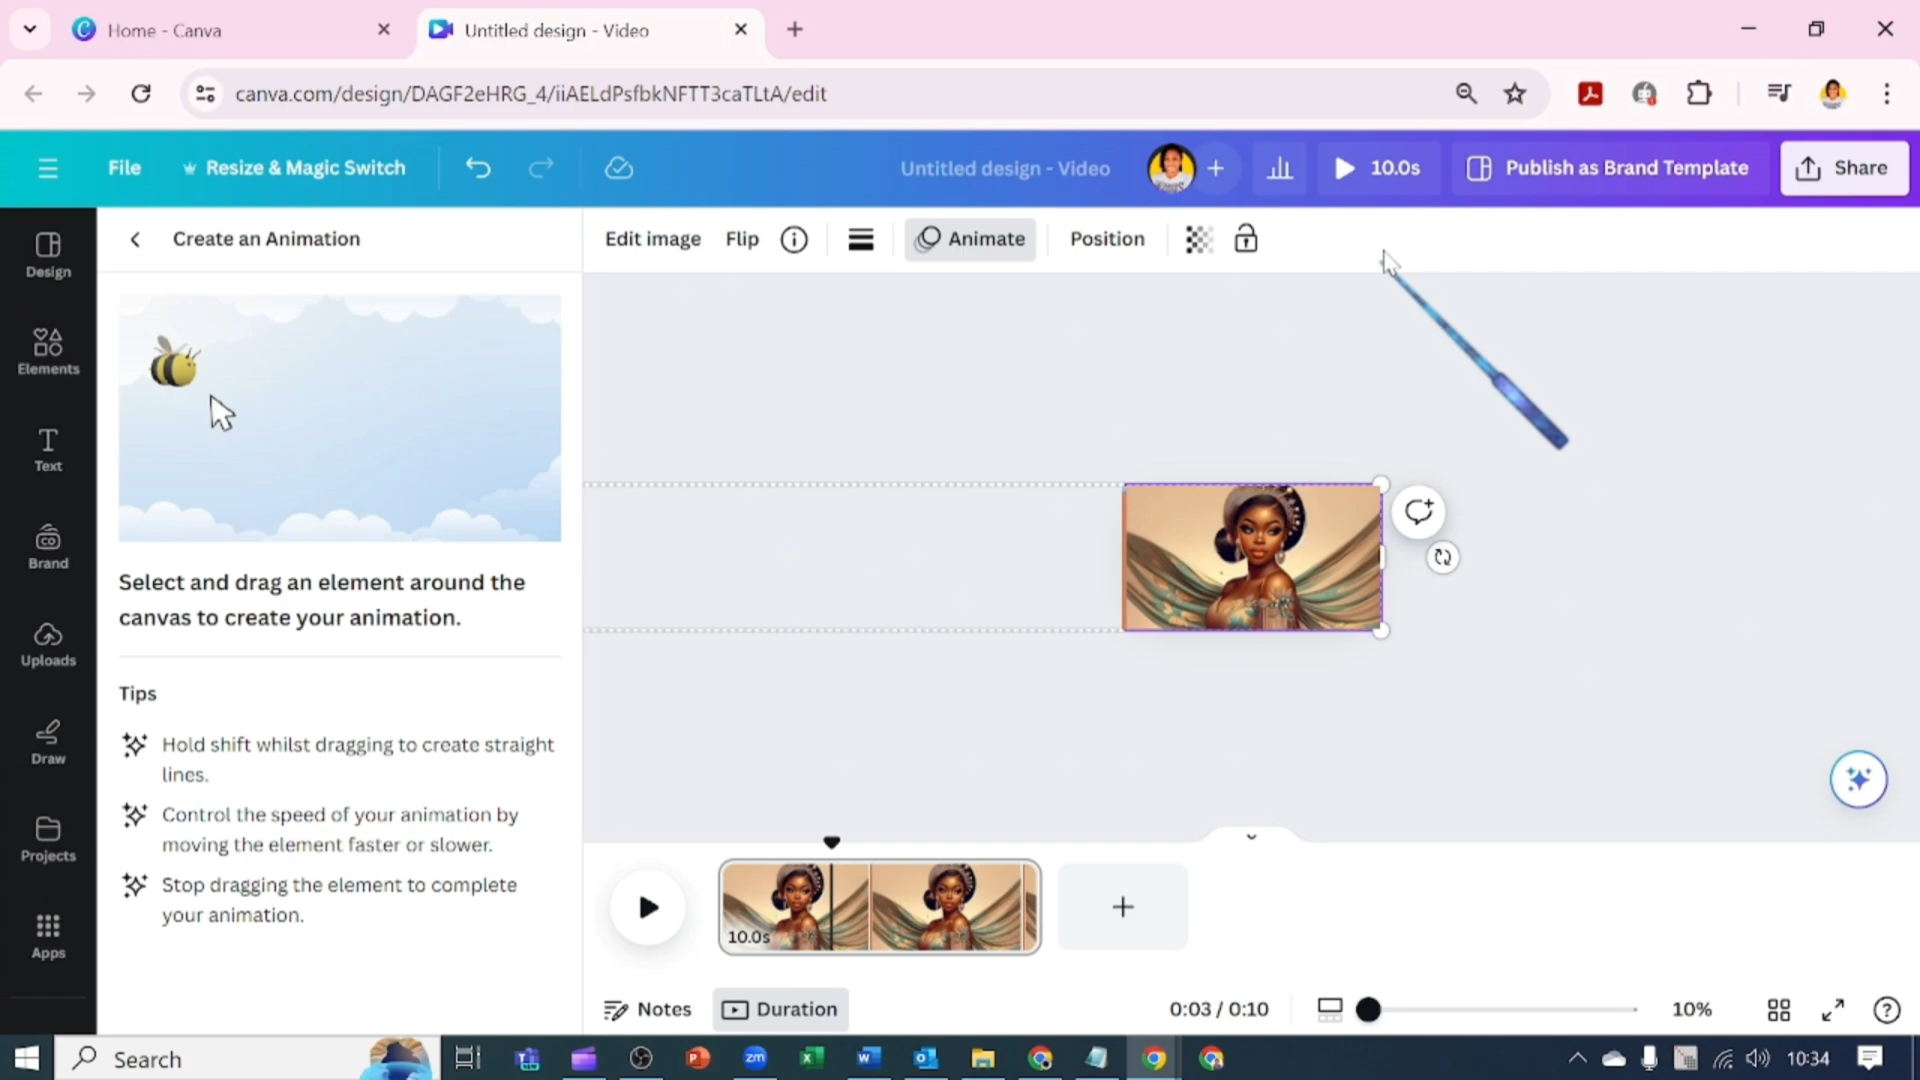 Home - Canva
Untitled design - Video
canva.com/design/DAGF2eHRG_4/iiAELdPsfbkNFTT3caTLtA/edit
File
Resize & Magic Switch
Untitled design - Video
10.0s
Publish as Brand Template
Share
Design
Elements
Text
Brand
Uploads
Draw
Projects
Apps
Create an Animation
Select and drag an element around the
canvas to create your animation.
Tips
Hold shift whilst dragging to create straight
lines.
Control the speed of your animation by
moving the element faster or slower.
Stop dragging the element to complete
your animation.
Edit image
Flip
Animate
Position
10.0s
Notes
Duration
0:03 / 0:10
10%
Search
10:34